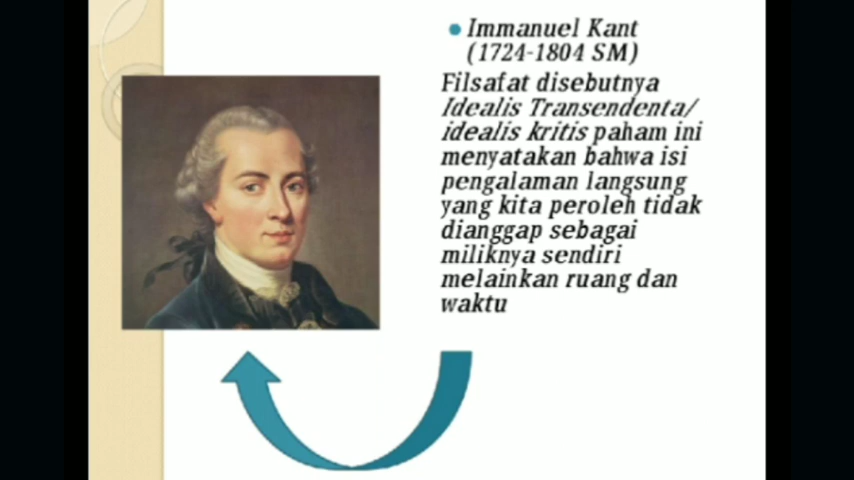 Immanuel Kant
(1724-1804 SM)
Filsafat disebutnya
Idealis Transendenta/
idealis kritis paham ini
menyatakan bahwa isi
pengalaman langsung
yang kita peroleh tidak
dianggap sebagai
miliknya sendiri
melainkan ruang dan
waktu